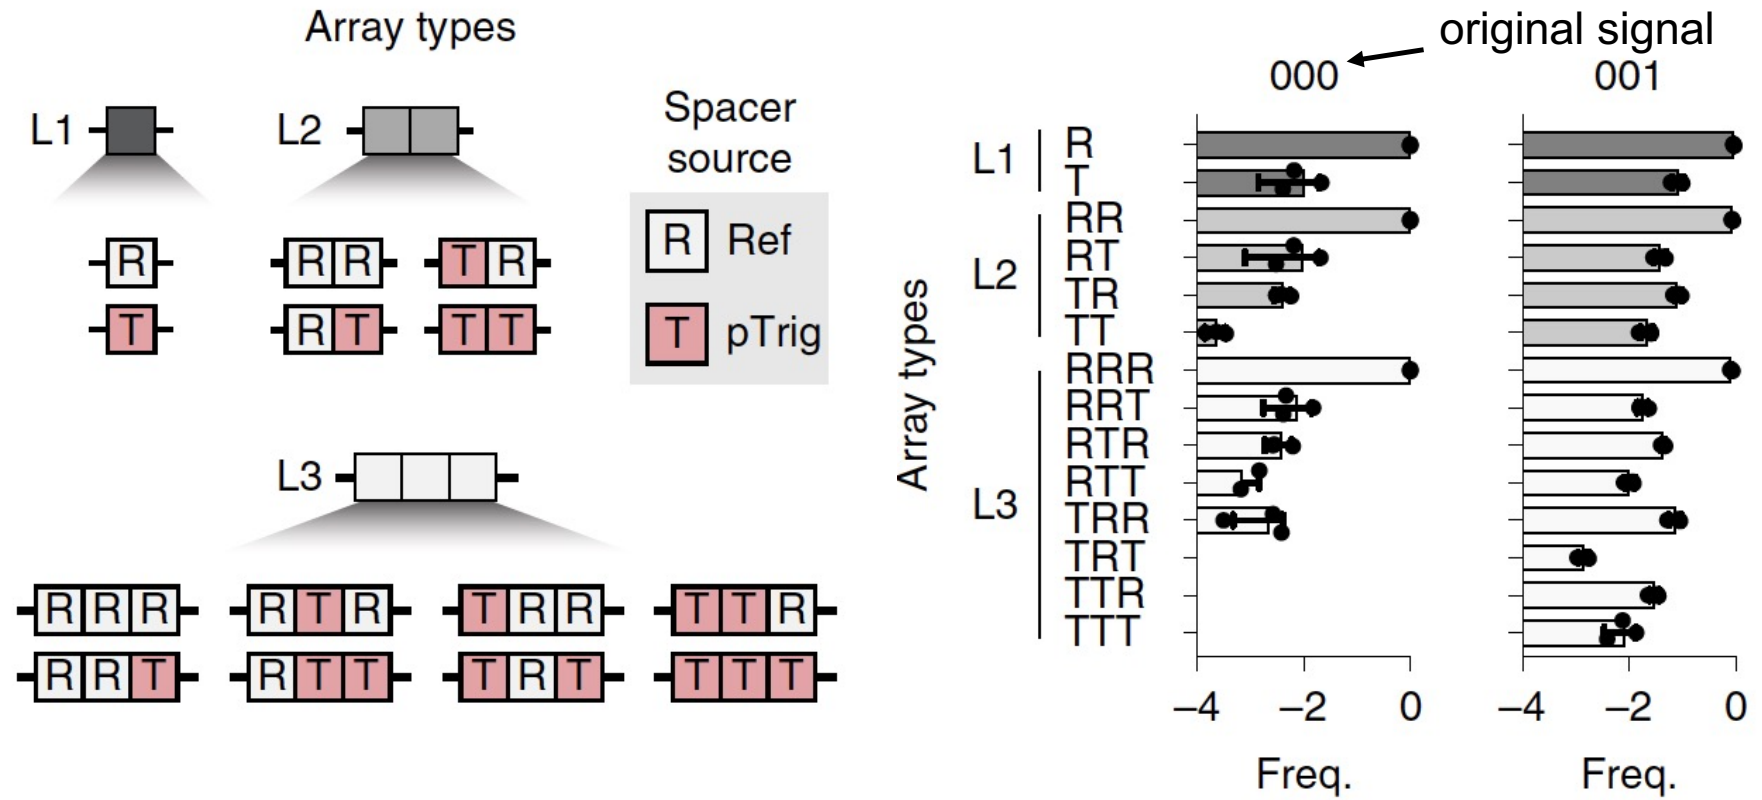 Array types
L1
L2
R
T
R R
T R
R T
T T
Spacer
source
R Ref
T pTrig
L3
R R R
R T R
T R R
T T R
R R T
R T T
T R T
T T T
original signal
000
001
Array types
L1
R
T
L2
RR
RT
TR
TT
L3
RRR
RRT
RTR
RTT
TRR
TRT
TTR
TTT
–4 –2 0
–4 –2 0
Freq.
Freq.